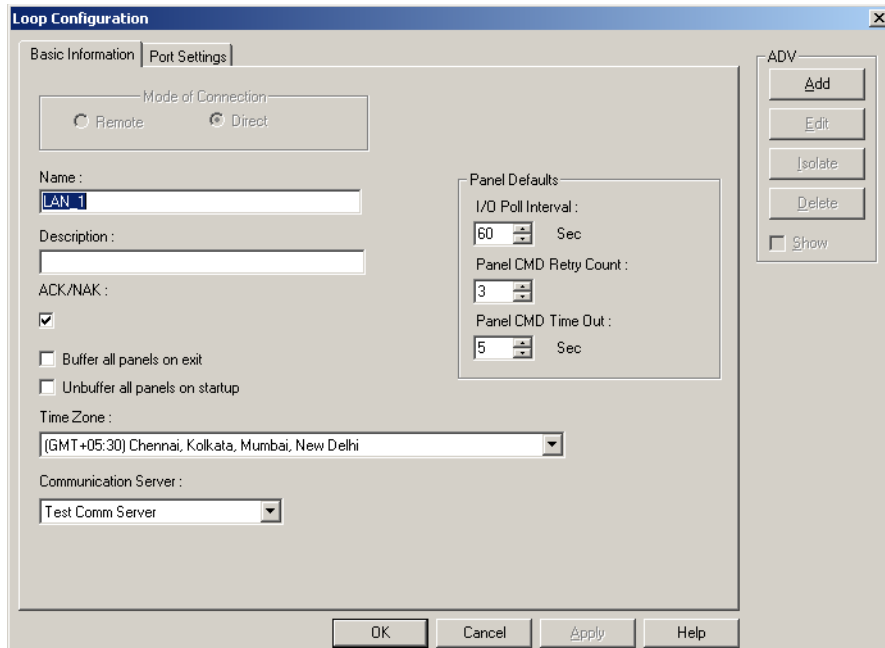 Loop Configuration
Basic Information
Port Settings
Mode of Connection
Remote
Direct
Name :
LAN_1
Description :
ACK/NAK :
Buffer all panels on exit
Unbuffer all panels on startup
Time Zone :
(GMT+05:30) Chennai, Kolkata, Mumbai, New Delhi
Communication Server :
Test Comm Server
Panel Defaults
I/O Poll Interval :
60 Sec
Panel CMD Retry Count :
3
Panel CMD Time Out :
5 Sec
ADV
Add
Edit
Isolate
Delete
Show
OK
Cancel
Apply
Help